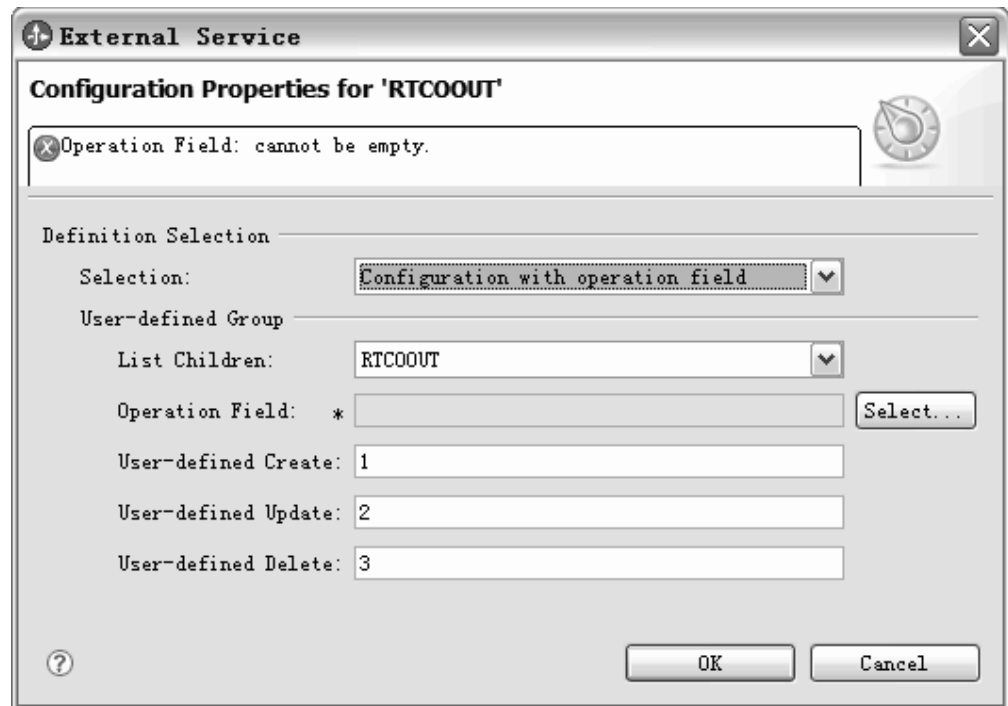 External Service
Configuration Properties for 'RTCOOUT'
Operation Field: cannot be empty.
Definition Selection
Selection: Configuration with operation field
User-defined Group
List Children: RTCOOUT
Operation Field: * Select...
User-defined Create: 1
User-defined Update: 2
User-defined Delete: 3
? OK Cancel